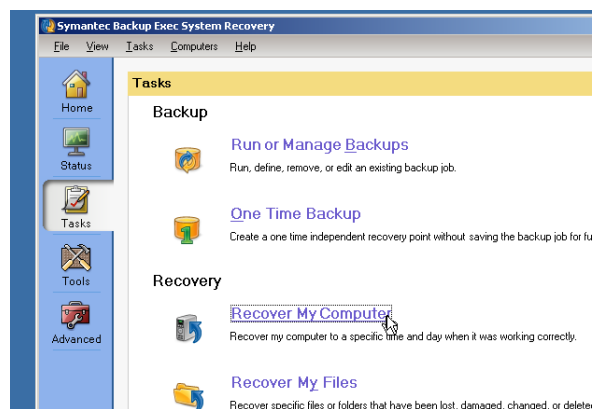 Symantec Backup Exec System Recovery
File View Tasks Computers Help
Home
Status
Tasks
Tools
Advanced
Tasks
Backup
Run or Manage Backups
Run, define, remove, or edit an existing backup job.
One Time Backup
Create a one time independent recovery point without saving the backup job for fu
Recovery
Recover My Computer
Recover my computer to a specific time and day when it was working correctly.
Recover My Files
Recover specific files or folders that have been lost, damaged, changed, or delete